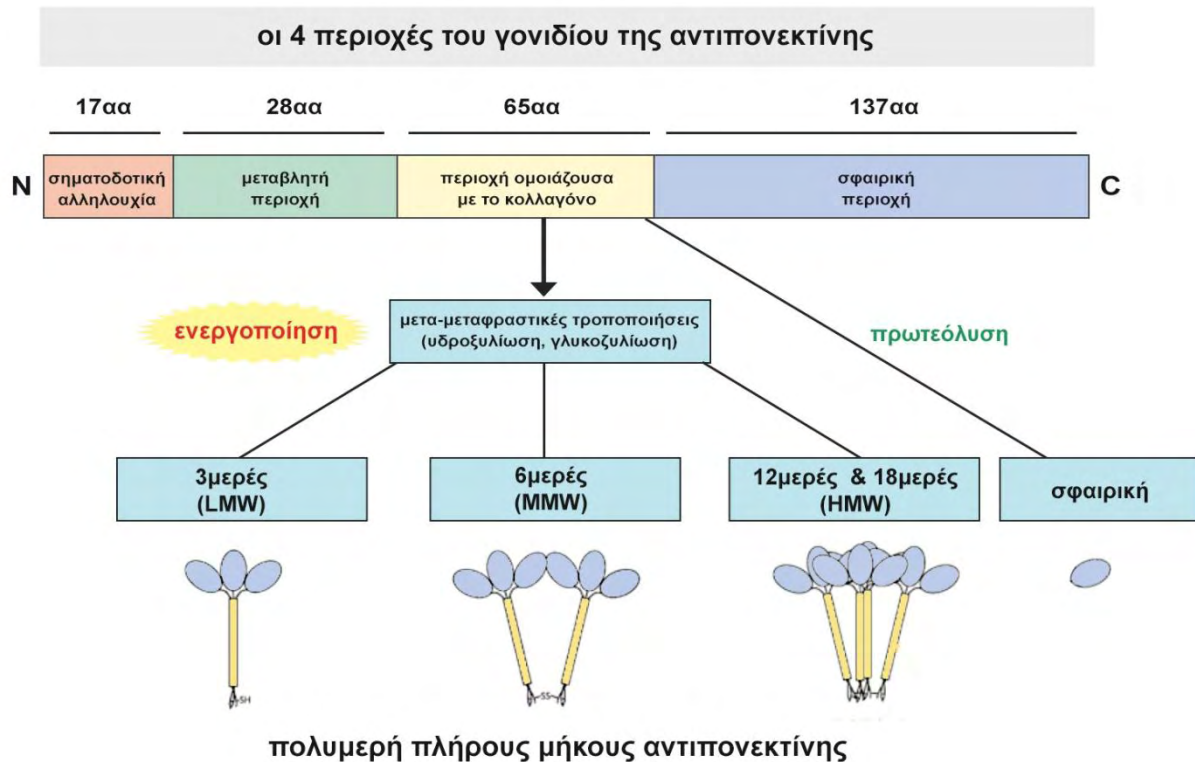 οι 4 περιοχές του γονιδίου της αντιπονεκτίνης
17αα 28αα 65αα 137αα
N σηματοδοτική αλληλουχία μεταβλητή περιοχή περιοχή ομοιάζουσα με το κολλαγόνο σφαιρική περιοχή C
ενεργοποίηση
μετα-μεταφραστικές τροποποιήσεις
(υδροξυλίωση, γλυκοζυλίωση)
πρωτεόλυση
3μερές
(LMW)
6μερές
(MMW)
12μερές & 18μερές
(HMW)
σφαιρική
SH
SS
πολυμερή πλήρους μήκους αντιπονεκτίνης